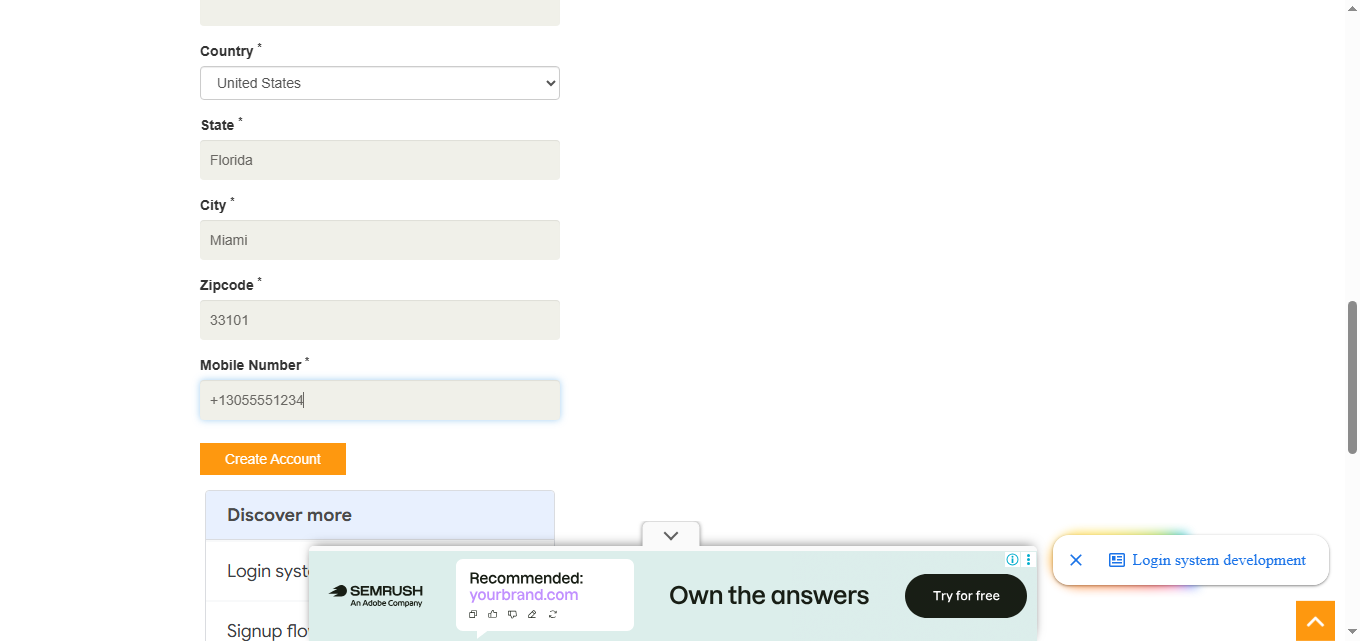 Country *
United States
State *
Florida
City *
Miami
Zipcode *
33101
Mobile Number *
+13055551234
Create Account
Discover more
Login syst
Signup flo
SEMRUSH
An Adobe Company
Recommended:
yourbrand.com
Own the answers
Try for free
Login system development